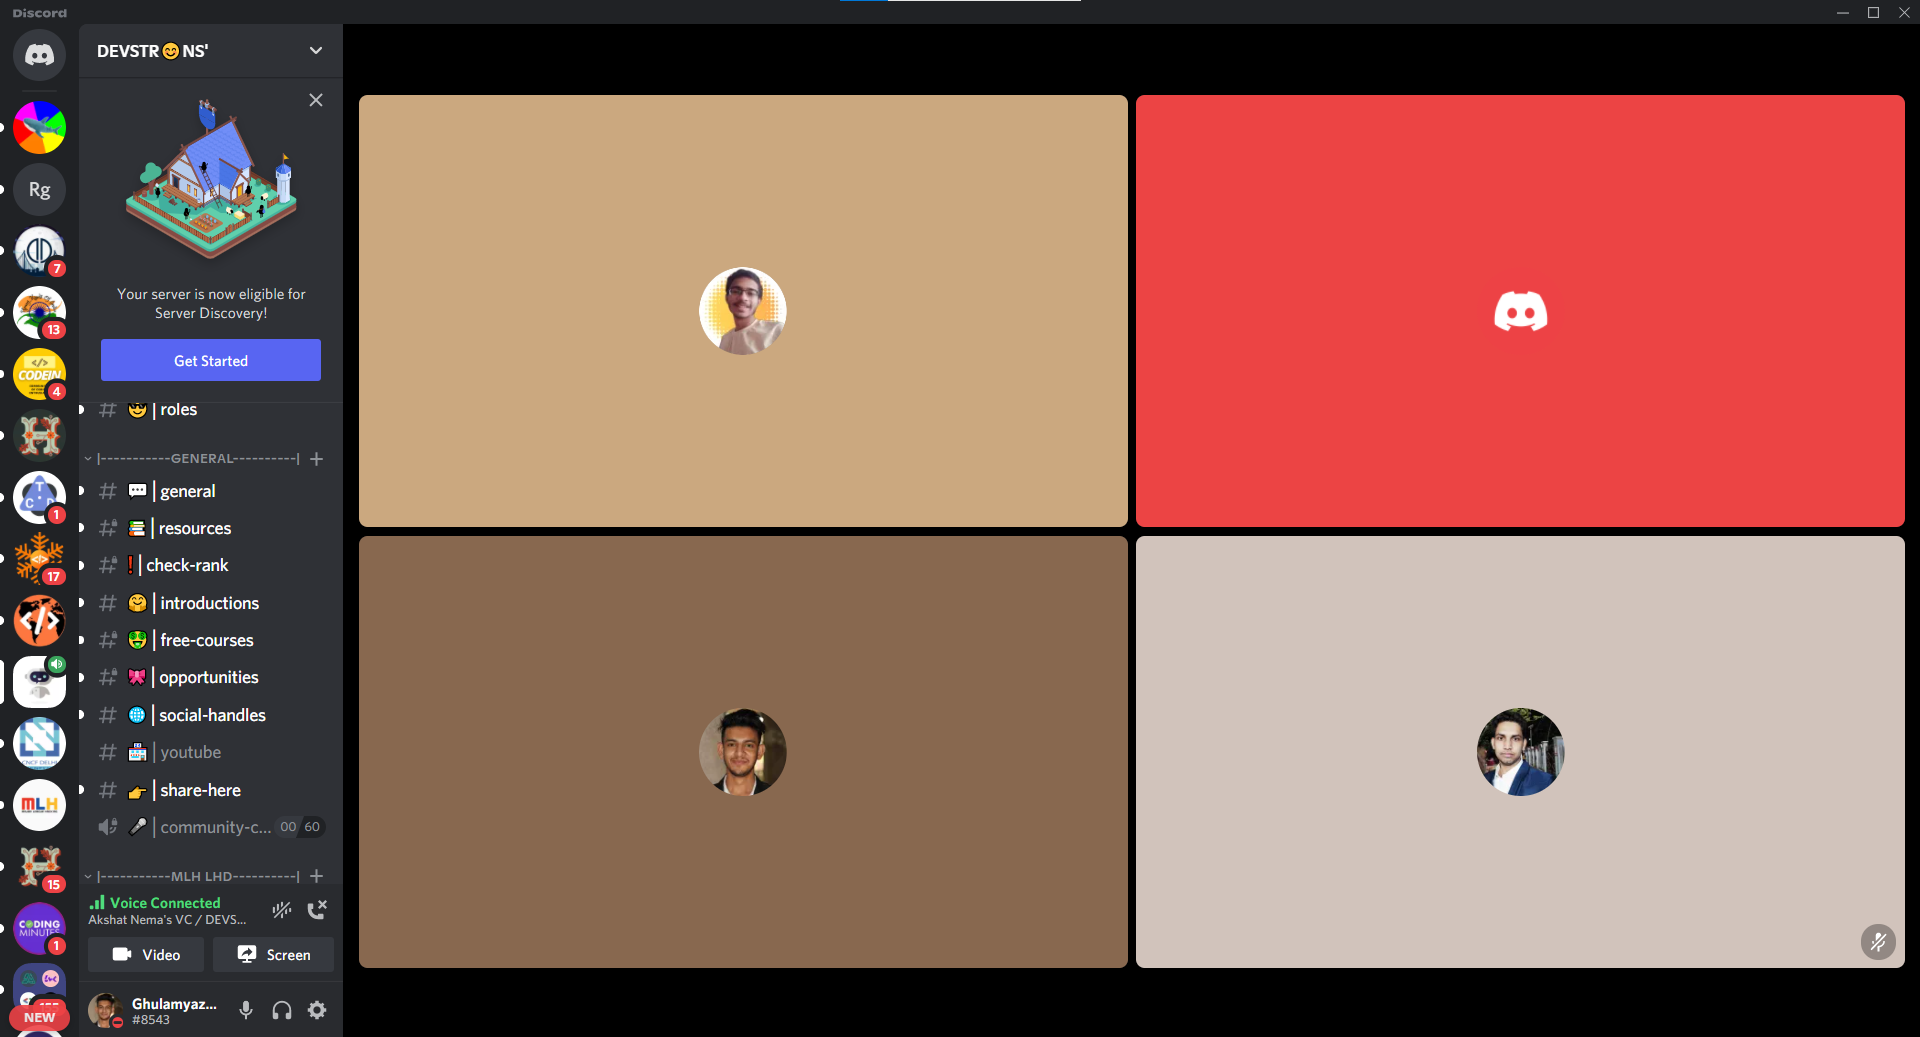 Discord
DEVSTR😊NS'
Your server is now eligible for
Server Discovery!
Get Started
😎 | roles
|-----------GENERAL----------|
💬 | general
📚 | resources
❗ | check-rank
🤗 | introductions
🤑 | free-courses
🎀 | opportunities
🌐 | social-handles
🏩 | youtube
👉 | share-here
🎤 | community-c... 00 60
|-----------MLH LHD----------|
Voice Connected
Akshat Nema's VC / DEVS...
Video
Screen
Ghulamyaz...
#8543
Rg
7
13
</>
CODEIN
4
T
C D
1
17
</>
CNCF DELHI
MLH
15
CODING
MINUTES
1
NEW